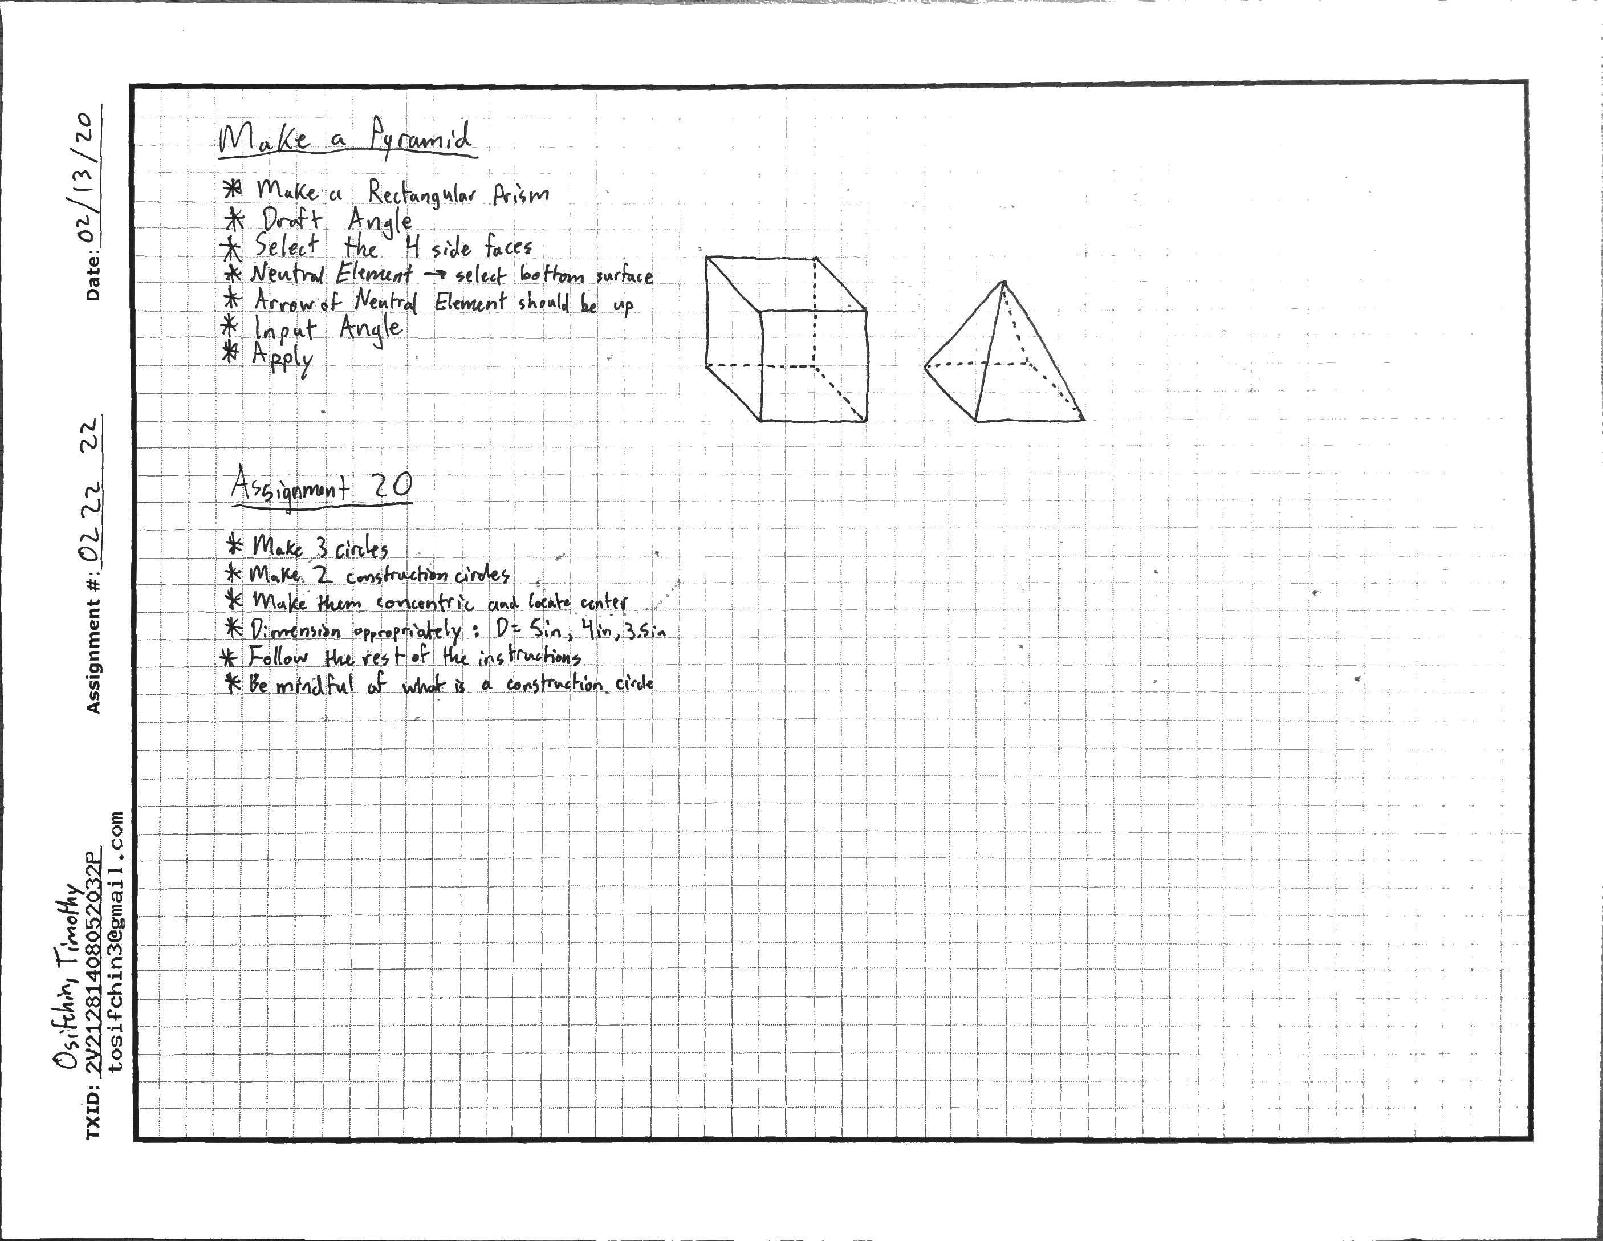 Make a Pyramid
* Make a Rectangular Prism
* Draft Angle
* Select the 4 side faces
* Neutral Element → select bottom surface
* Arrow of Neutral Element should be up
* Input Angle
* Apply
Assignment 20
* Make 3 circles
* Make 2 construction circles
* Make them concentric and locate center
* Dimension appropriately : D= 5in, 4in, 3.5in
* Follow the rest of the instructions
* Be mindful of what is a construction circle
Date: 02/13/20
Assignment #: 02 22 22
Osifchin, Timothy
TXID: 2V21281408052032P
tosifchin3@gmail.com